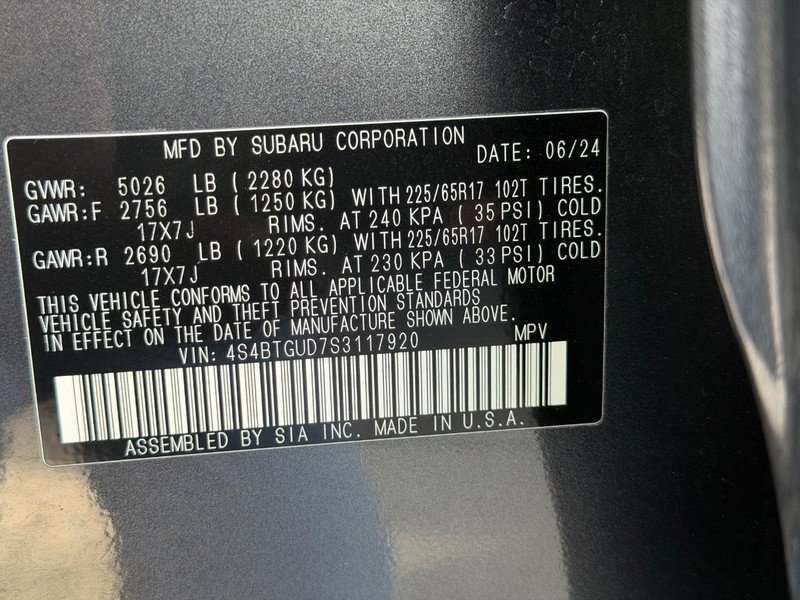 MFD BY SUBARU CORPORATION DATE: 06/24
GVWR: 5026 LB ( 2280 KG)
GAWR:F 2756 LB ( 1250 KG) WITH 225/65R17 102T TIRES.
17X7J RIMS. AT 240 KPA ( 35 PSI) COLD
GAWR:R 2690 LB ( 1220 KG) WITH 225/65R17 102T TIRES.
17X7J RIMS. AT 230 KPA ( 33 PSI) COLD
THIS VEHICLE CONFORMS TO ALL APPLICABLE FEDERAL MOTOR
VEHICLE SAFETY AND THEFT PREVENTION STANDARDS
IN EFFECT ON THE DATE OF MANUFACTURE SHOWN ABOVE.
VIN: 4S4BTGUD7S3117920 MPV
ASSEMBLED BY SIA INC. MADE IN U.S.A.